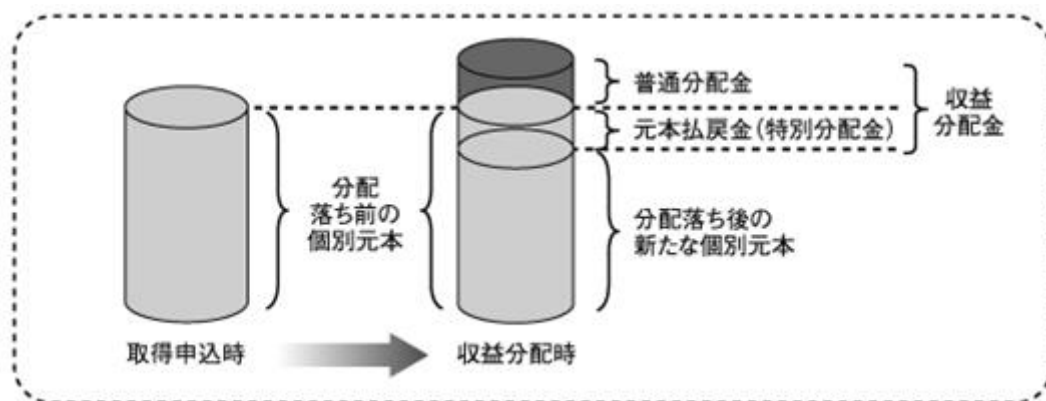 普通分配金
元本払戻金(特別分配金)
収益
分配金
分配
落ち前の
個別元本
分配落ち後の
新たな個別元本
取得申込時
収益分配時